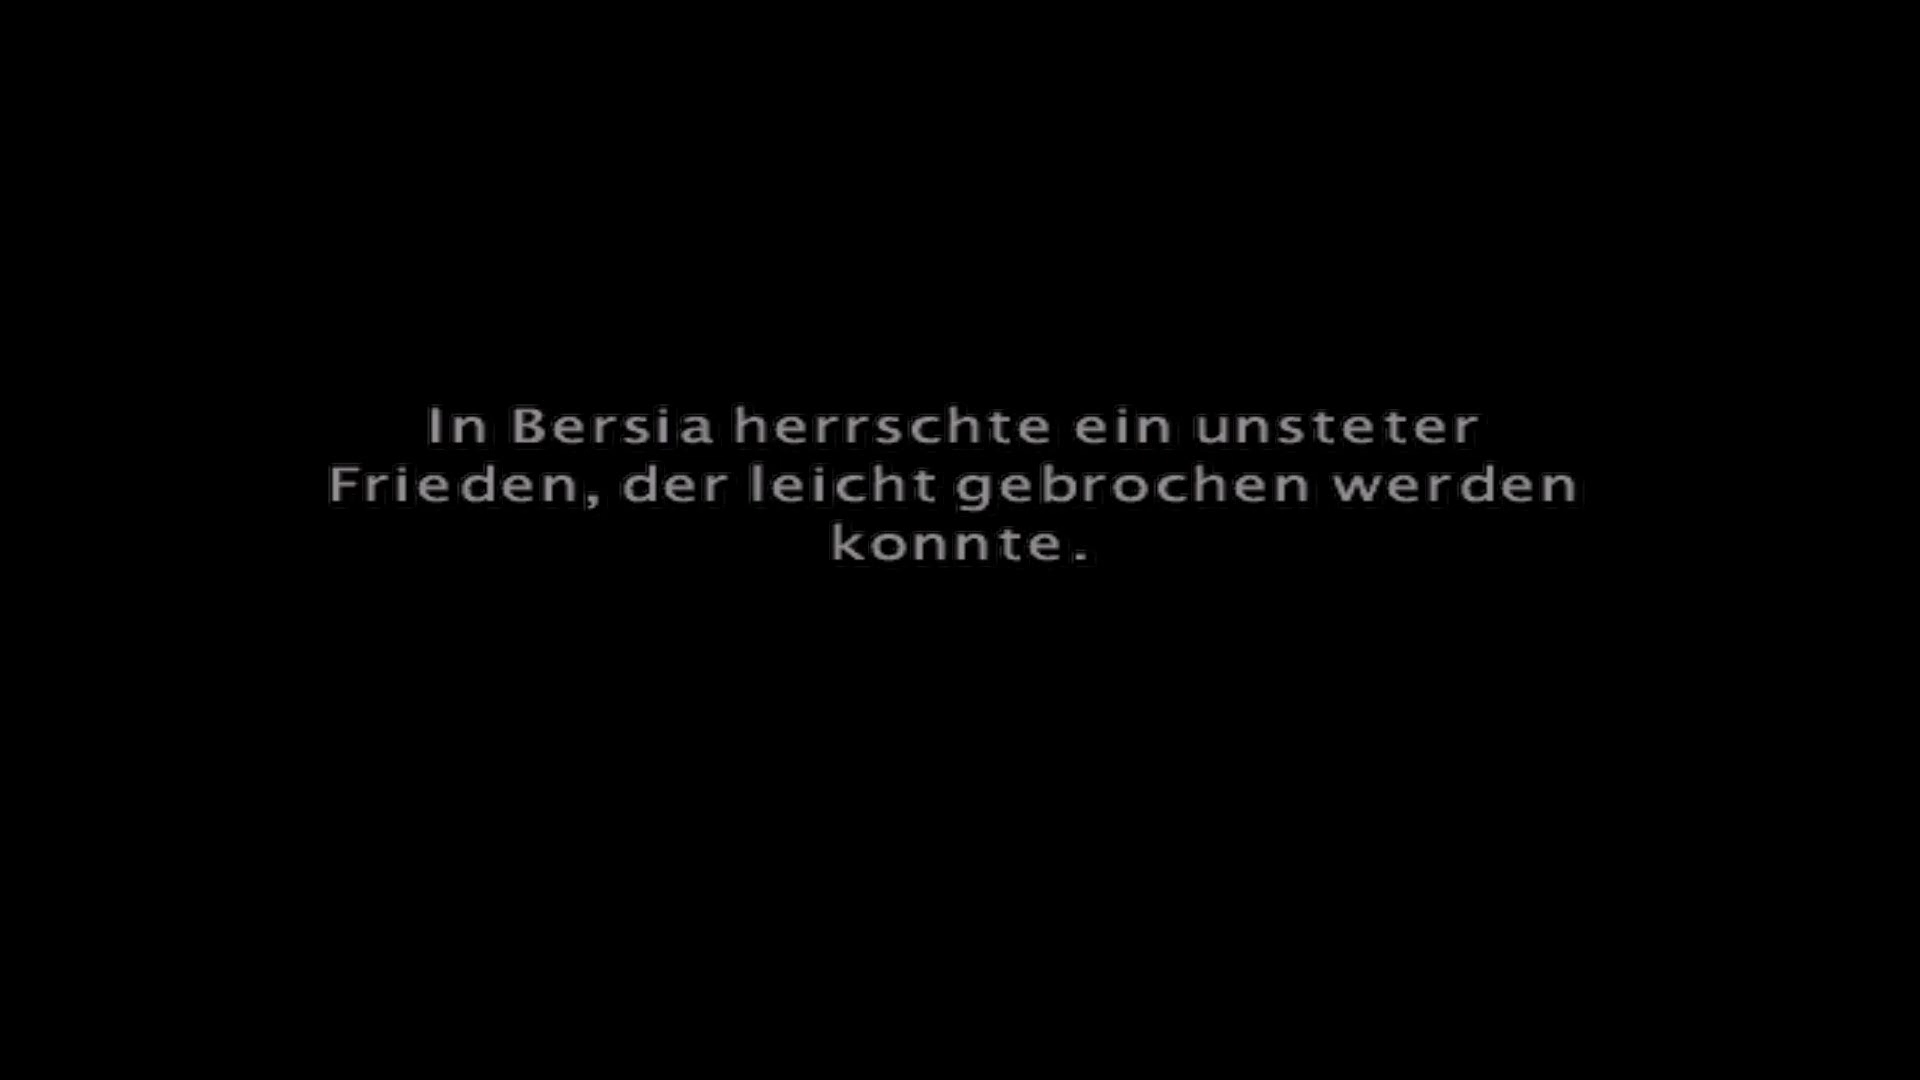 In Bersia herrschte ein unsteter
Frieden, der leicht gebrochen werden
konnte.